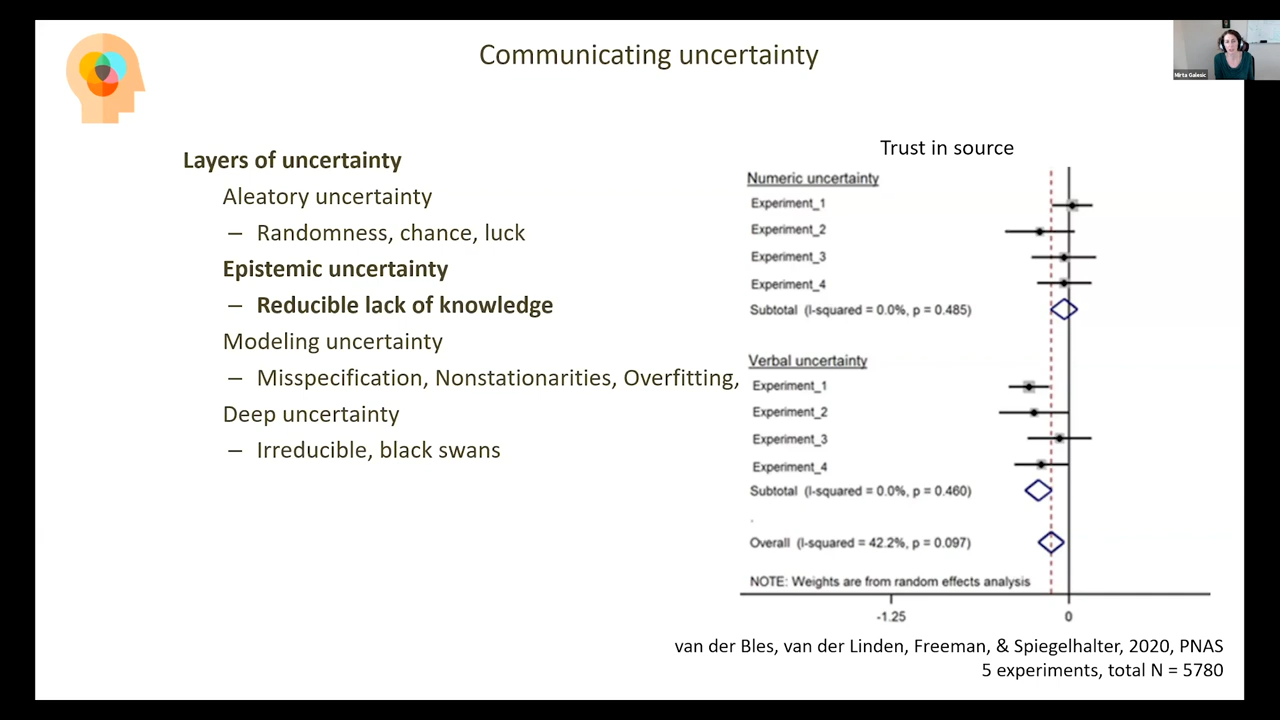 Communicating uncertainty
Mirta Galesic
Layers of uncertainty
Aleatory uncertainty
– Randomness, chance, luck
Epistemic uncertainty
– Reducible lack of knowledge
Modeling uncertainty
– Misspecification, Nonstationarities, Overfitting,
Deep uncertainty
– Irreducible, black swans
Trust in source
Numeric uncertainty
Experiment_1
Experiment_2
Experiment_3
Experiment_4
Subtotal (I-squared = 0.0%, p = 0.485)
Verbal uncertainty
Experiment_1
Experiment_2
Experiment_3
Experiment_4
Subtotal (I-squared = 0.0%, p = 0.460)
.
Overall (I-squared = 42.2%, p = 0.097)
NOTE: Weights are from random effects analysis
-1.25 0
van der Bles, van der Linden, Freeman, & Spiegelhalter, 2020, PNAS
5 experiments, total N = 5780